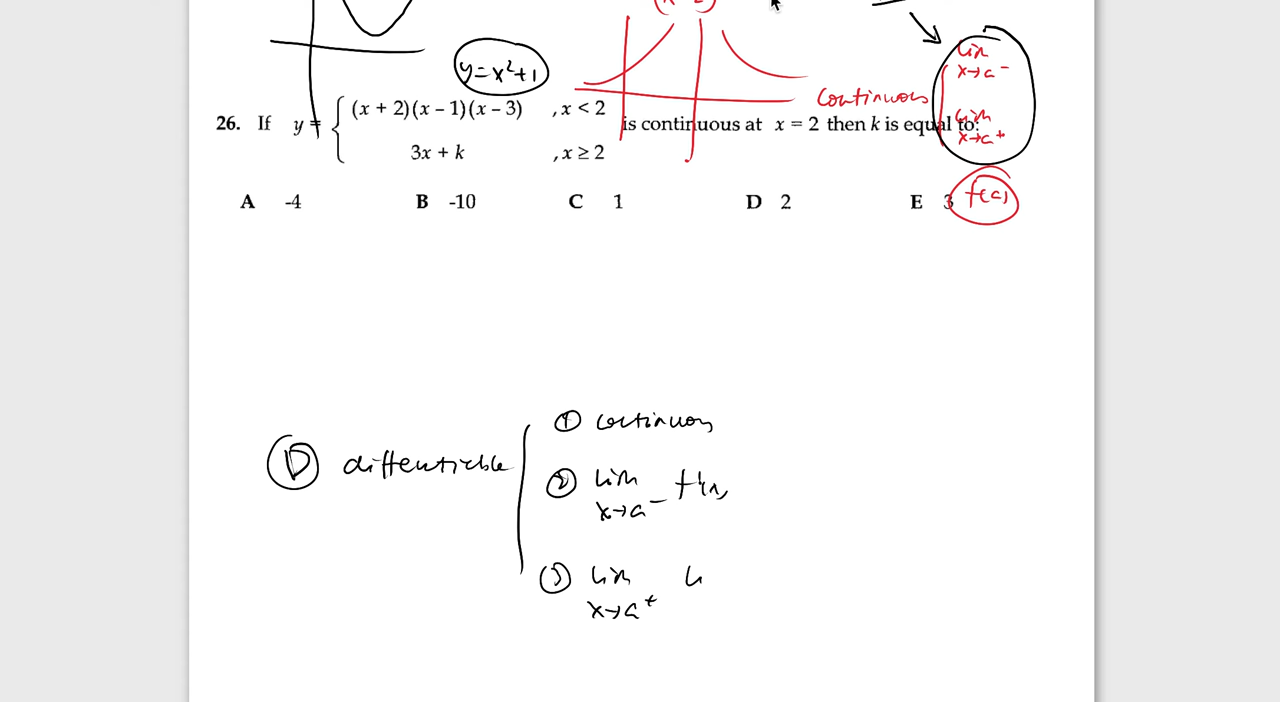 y=x²+1
lim
x→a⁻
continuous
lim
x→a⁺
26. If y = { (x + 2)(x − 1)(x − 3) , x < 2
3x + k , x ≥ 2
is continuous at x = 2 then k is equal to:
A -4 B -10 C 1 D 2 E 3
f(a)
① continuous
Ⓓ differentiable
② lim f'(x)
x→a⁻
③ lim
x→a⁺